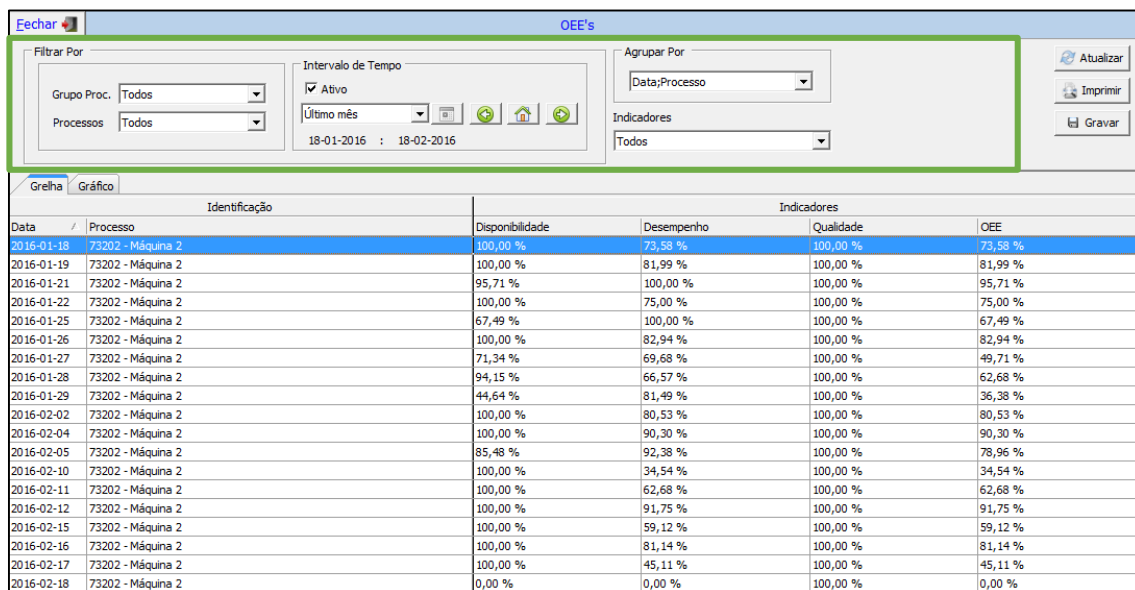 Fechar OEE's
Filtrar Por
Grupo Proc. Todos
Processos Todos
Intervalo de Tempo
Ativo
Último mês
18-01-2016 : 18-02-2016
Agrupar Por
Data;Processo
Indicadores
Todos
Atualizar
Imprimir
Gravar
Grelha Gráfico
Identificação Indicadores
Data Processo Disponibilidade Desempenho Qualidade OEE
2016-01-18 73202 - Máquina 2 100,00 % 73,58 % 100,00 % 73,58 %
2016-01-19 73202 - Máquina 2 100,00 % 81,99 % 100,00 % 81,99 %
2016-01-21 73202 - Máquina 2 95,71 % 100,00 % 100,00 % 95,71 %
2016-01-22 73202 - Máquina 2 100,00 % 75,00 % 100,00 % 75,00 %
2016-01-25 73202 - Máquina 2 67,49 % 100,00 % 100,00 % 67,49 %
2016-01-26 73202 - Máquina 2 100,00 % 82,94 % 100,00 % 82,94 %
2016-01-27 73202 - Máquina 2 71,34 % 69,68 % 100,00 % 49,71 %
2016-01-28 73202 - Máquina 2 94,15 % 66,57 % 100,00 % 62,68 %
2016-01-29 73202 - Máquina 2 44,64 % 81,49 % 100,00 % 36,38 %
2016-02-02 73202 - Máquina 2 100,00 % 80,53 % 100,00 % 80,53 %
2016-02-04 73202 - Máquina 2 100,00 % 90,30 % 100,00 % 90,30 %
2016-02-05 73202 - Máquina 2 85,48 % 92,38 % 100,00 % 78,96 %
2016-02-10 73202 - Máquina 2 100,00 % 34,54 % 100,00 % 34,54 %
2016-02-11 73202 - Máquina 2 100,00 % 62,68 % 100,00 % 62,68 %
2016-02-12 73202 - Máquina 2 100,00 % 91,75 % 100,00 % 91,75 %
2016-02-15 73202 - Máquina 2 100,00 % 59,12 % 100,00 % 59,12 %
2016-02-16 73202 - Máquina 2 100,00 % 81,14 % 100,00 % 81,14 %
2016-02-17 73202 - Máquina 2 100,00 % 45,11 % 100,00 % 45,11 %
2016-02-18 73202 - Máquina 2 0,00 % 0,00 % 100,00 % 0,00 %